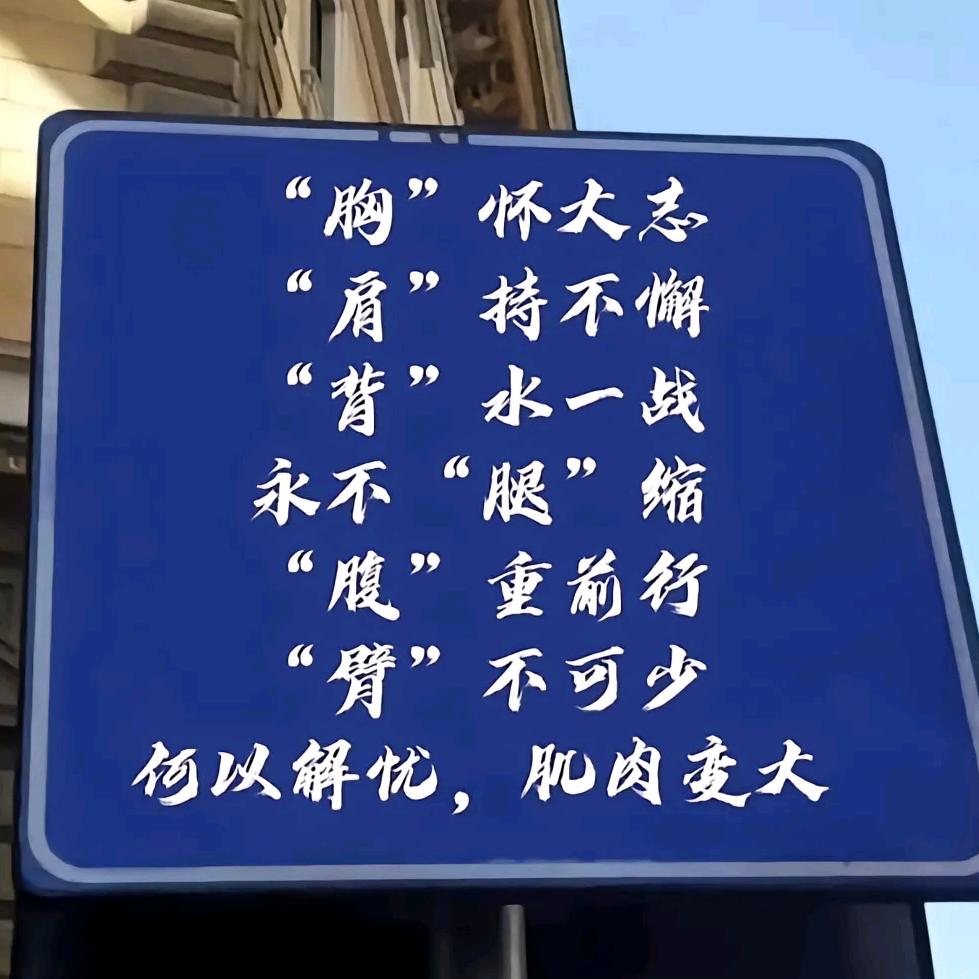 “胸”怀大志
“肩”持不懈
“背”水一战
永不“腿”缩
“腹”重前行
“臂”不可少
何以解忧，肌肉变大